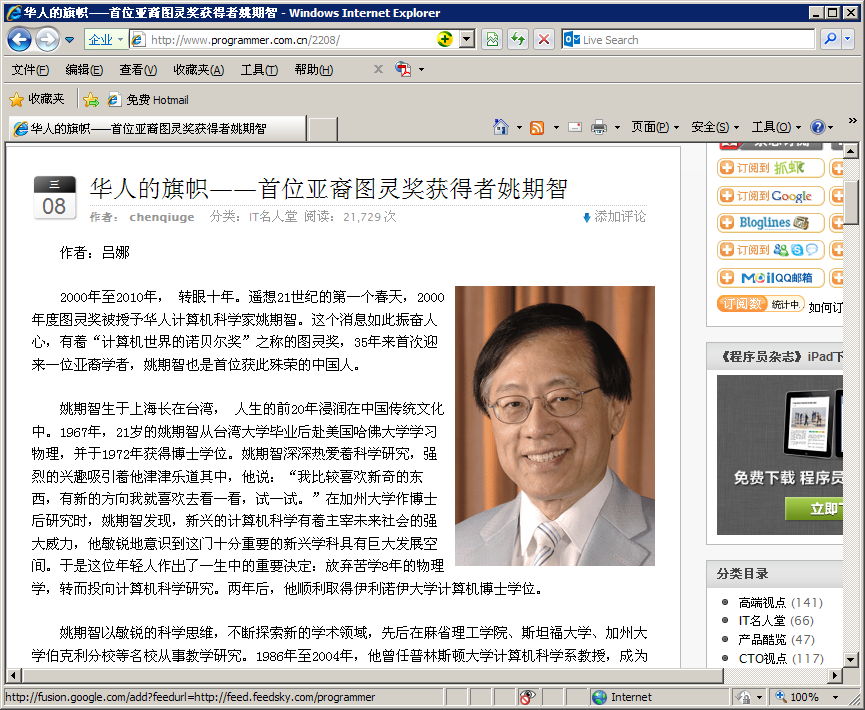 华人的旗帜——首位亚裔图灵奖获得者姚期智 - Windows Internet Explorer
企业
http://www.programmer.com.cn/2208/
Live Search
文件(F) 编辑(E) 查看(V) 收藏夹(A) 工具(T) 帮助(H)
收藏夹 免费 Hotmail
华人的旗帜——首位亚裔图灵奖获得者姚期智
页面(P) 安全(S) 工具(O)
三
08
华人的旗帜——首位亚裔图灵奖获得者姚期智
作者: chenqiuge 分类: IT名人堂 阅读: 21,729 次 添加评论
作者：吕娜
2000年至2010年， 转眼十年。遥想21世纪的第一个春天，2000
年度图灵奖被授予华人计算机科学家姚期智。这个消息如此振奋人
心，有着“计算机世界的诺贝尔奖”之称的图灵奖，35年来首次迎
来一位亚裔学者，姚期智也是首位获此殊荣的中国人。
姚期智生于上海长在台湾， 人生的前20年浸润在中国传统文化
中。1967年，21岁的姚期智从台湾大学毕业后赴美国哈佛大学学习
物理，并于1972年获得博士学位。姚期智深深热爱着科学研究，强
烈的兴趣吸引着他津津乐道其中，他说：“我比较喜欢新奇的东
西，有新的方向我就喜欢去看一看，试一试。”在加州大学作博士
后研究时，姚期智发现，新兴的计算机科学有着主宰未来社会的强
大威力，他敏锐地意识到这门十分重要的新兴学科具有巨大发展空
间。于是这位年轻人作出了一生中的重要决定：放弃苦学8年的物理
学，转而投向计算机科学研究。两年后，他顺利取得伊利诺伊大学计算机博士学位。
姚期智以敏锐的科学思维，不断探索新的学术领域，先后在麻省理工学院、斯坦福大学、加州大
学伯克利分校等名校从事教学研究。1986年至2004年，他曾任普林斯顿大学计算机科学系教授，成为
订阅到 抓虾
订阅到 Google
Bloglines
订阅到
MailQQ邮箱
订阅数 统计中 如何订
《程序员杂志》iPad下
免费下载 程序员
立即下
分类目录
高端视点 (141)
IT名人堂 (66)
产品酷览 (47)
CTO视点 (117)
http://fusion.google.com/add?feedurl=http://feed.feedsky.com/programmer
Internet
100%